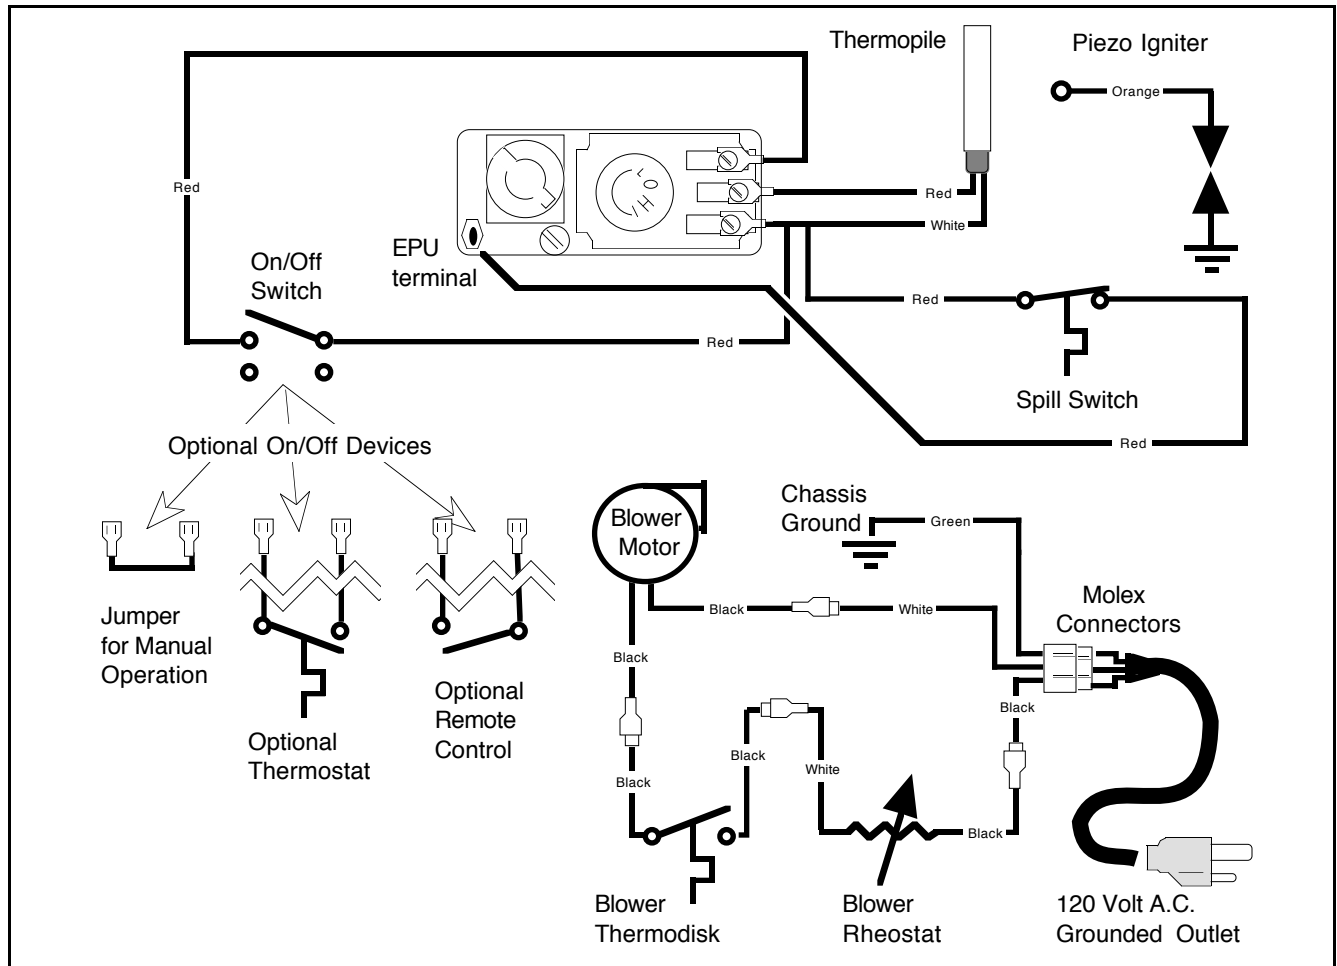 Thermopile
Piezo Igniter
Orange
Red
Red
White
LO
HI
EPU
terminal
On/Off
Switch
Red
Red
Spill Switch
Red
Optional On/Off Devices
Jumper
for Manual
Operation
Optional
Thermostat
Optional
Remote
Control
Blower
Motor
Chassis
Ground
Green
Black
White
Molex
Connectors
Black
Black
Black
Black
White
Black
Blower
Thermodisk
Blower
Rheostat
120 Volt A.C.
Grounded Outlet